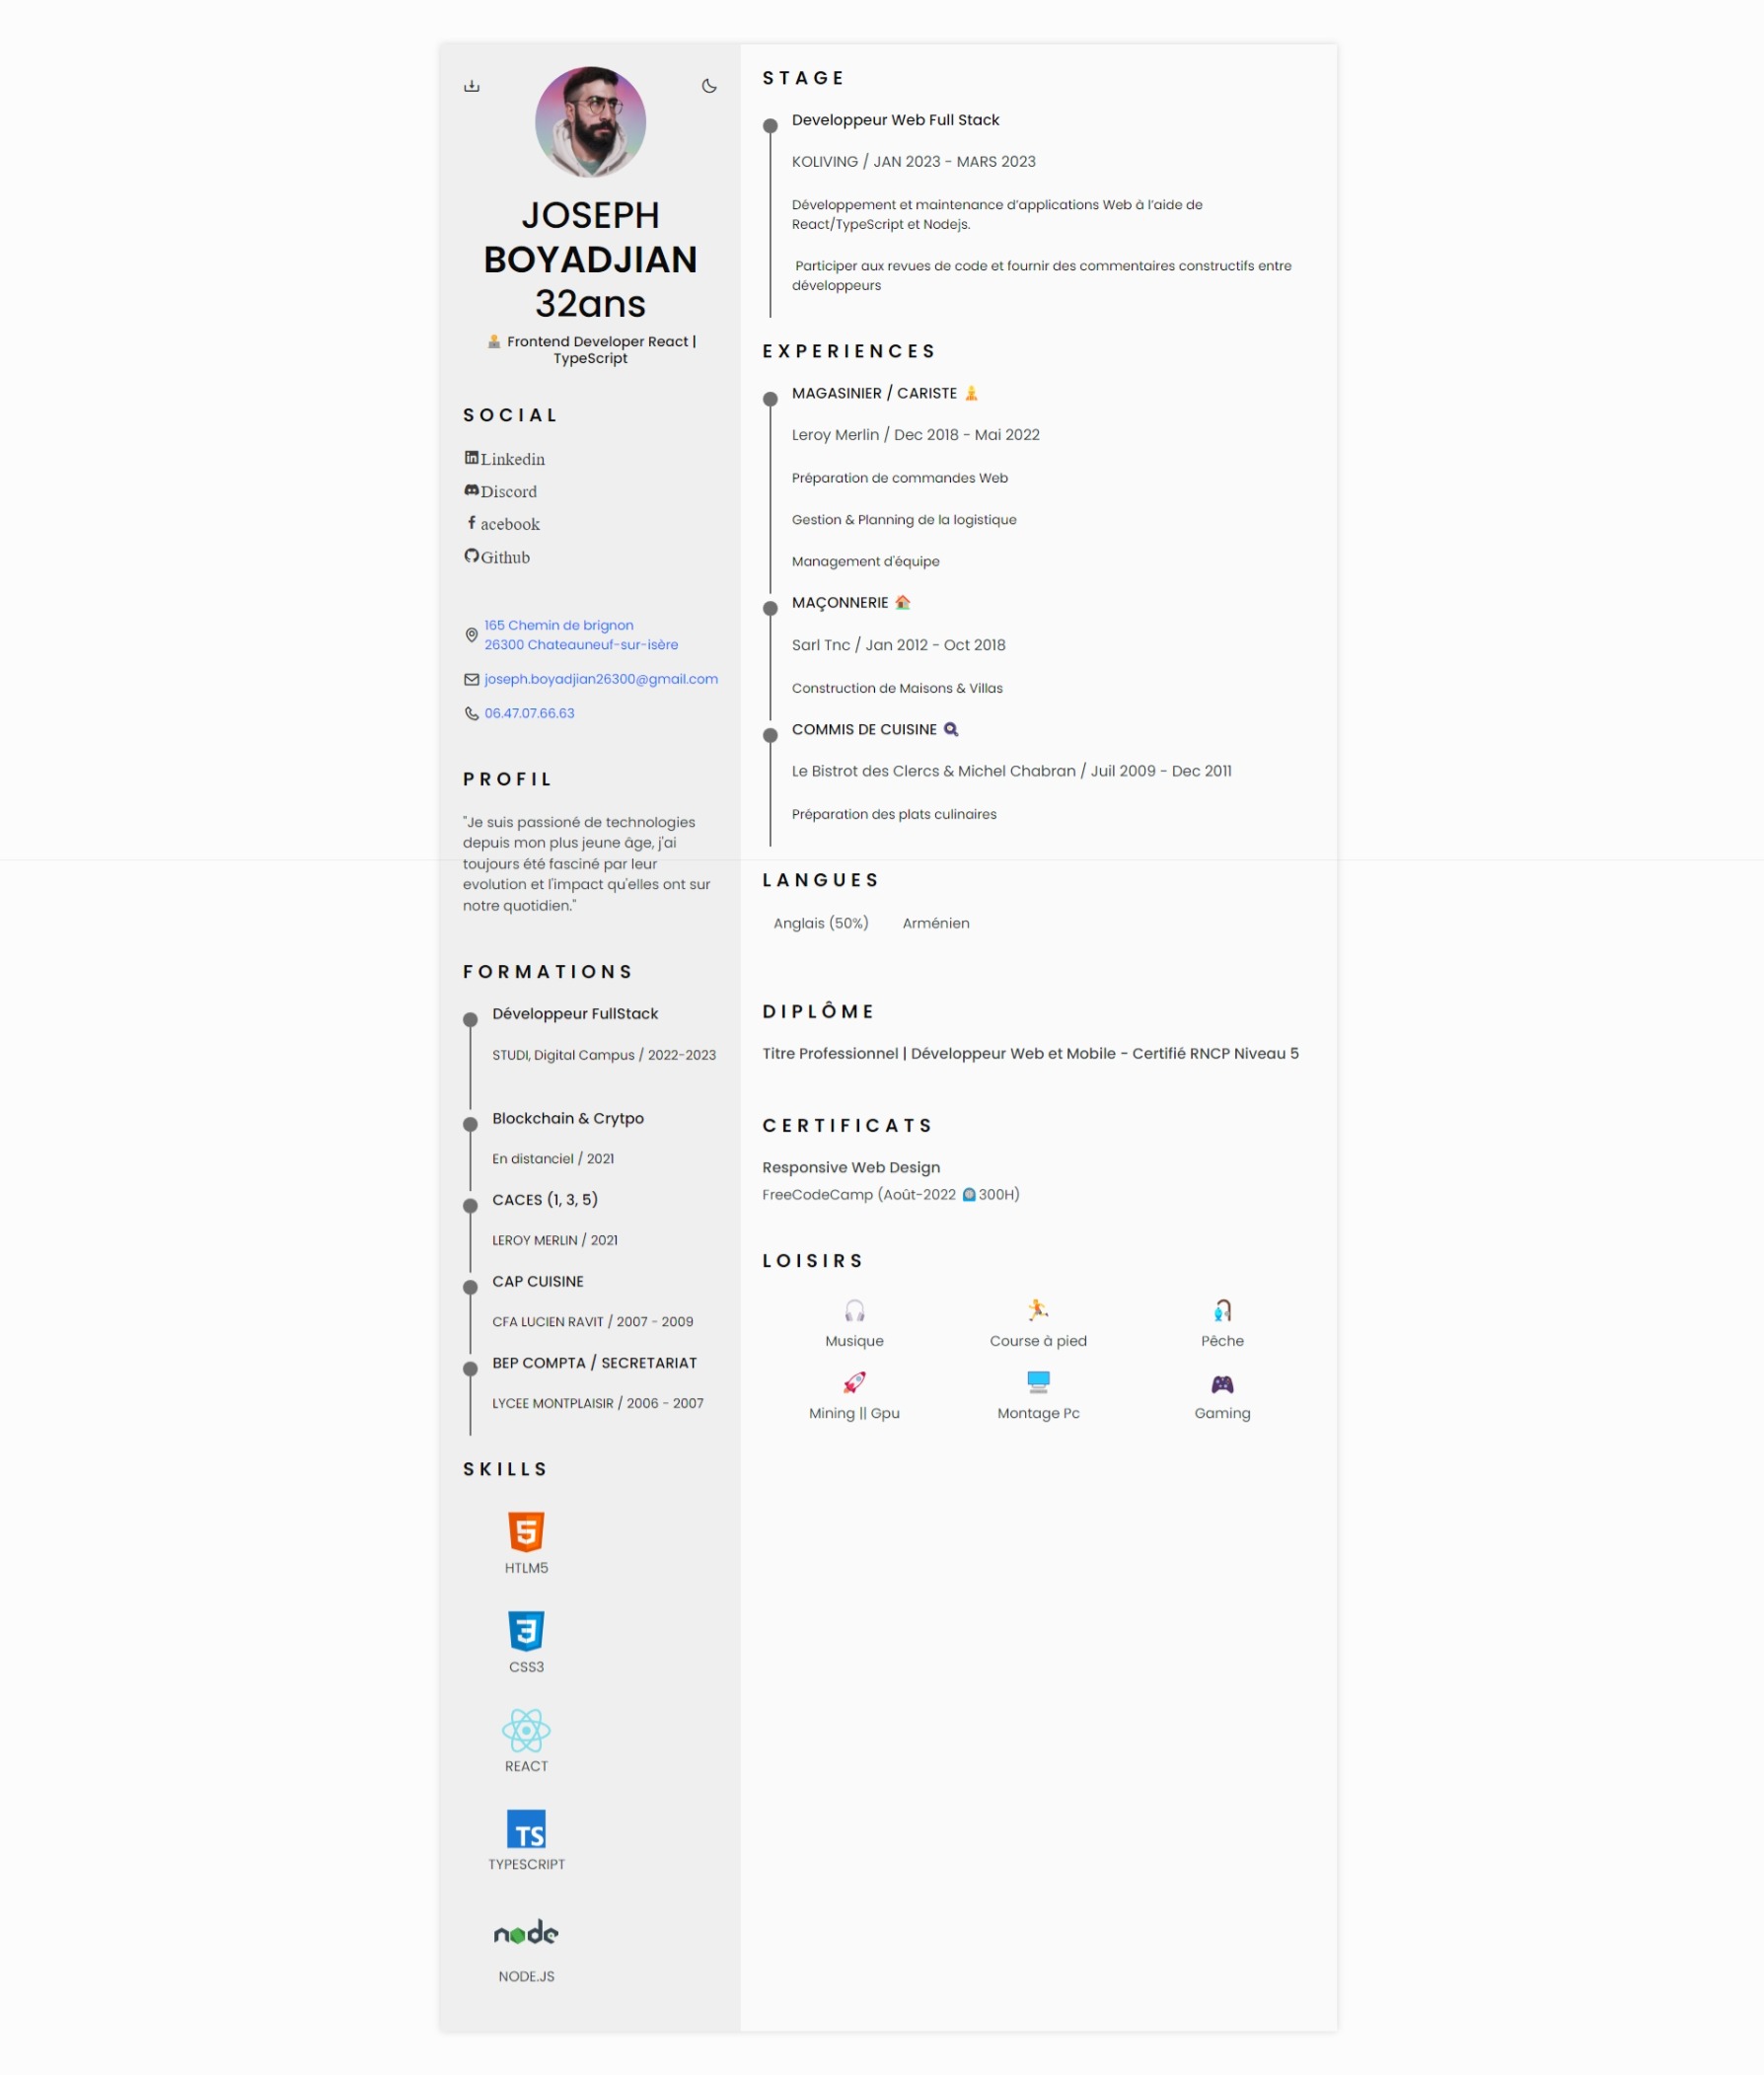 JOSEPH
BOYADJIAN
32ans
Frontend Developer React |
TypeScript
SOCIAL
Linkedin
Discord
acebook
Github
165 Chemin de brignon
26300 Chateauneuf-sur-isère
joseph.boyadjian26300@gmail.com
06.47.07.66.63
PROFIL
"Je suis passioné de technologies
depuis mon plus jeune âge, j'ai
toujours été fasciné par leur
evolution et l'impact qu'elles ont sur
notre quotidien."
FORMATIONS
Développeur FullStack
STUDI, Digital Campus / 2022-2023
Blockchain & Crytpo
En distanciel / 2021
CACES (1, 3, 5)
LEROY MERLIN / 2021
CAP CUISINE
CFA LUCIEN RAVIT / 2007 - 2009
BEP COMPTA / SECRETARIAT
LYCEE MONTPLAISIR / 2006 - 2007
SKILLS
HTLM5
CSS3
REACT
TS
TYPESCRIPT
node
NODE.JS
STAGE
Developpeur Web Full Stack
KOLIVING / JAN 2023 - MARS 2023
Développement et maintenance d'applications Web à l'aide de
React/TypeScript et Nodejs.
Participer aux revues de code et fournir des commentaires constructifs entre
développeurs
EXPERIENCES
MAGASINIER / CARISTE
Leroy Merlin / Dec 2018 - Mai 2022
Préparation de commandes Web
Gestion & Planning de la logistique
Management d'équipe
MAÇONNERIE
Sarl Tnc / Jan 2012 - Oct 2018
Construction de Maisons & Villas
COMMIS DE CUISINE
Le Bistrot des Clercs & Michel Chabran / Juil 2009 - Dec 2011
Préparation des plats culinaires
LANGUES
Anglais (50%) Arménien
DIPLÔME
Titre Professionnel | Développeur Web et Mobile - Certifié RNCP Niveau 5
CERTIFICATS
Responsive Web Design
FreeCodeCamp (Août-2022 300H)
LOISIRS
Musique Course à pied Pêche
Mining || Gpu Montage Pc Gaming